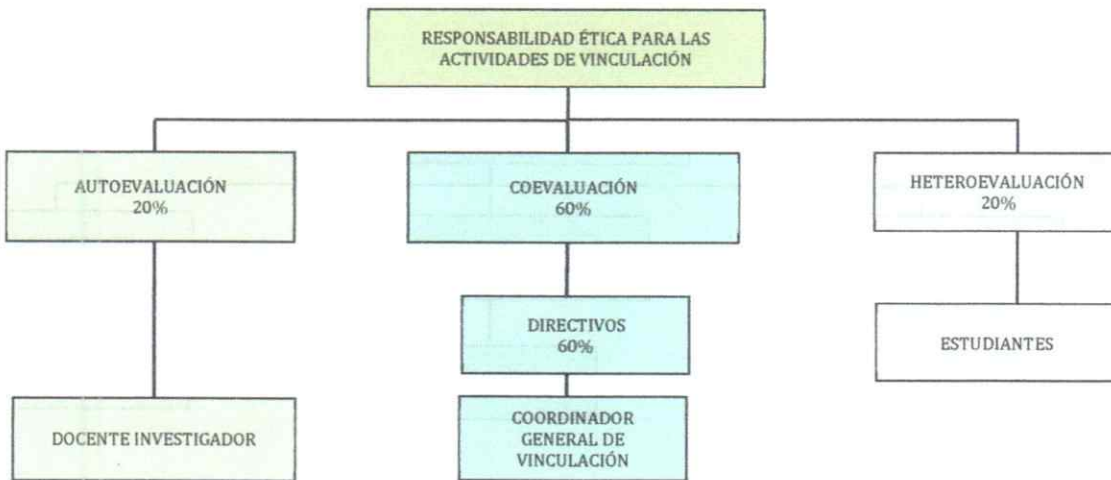 RESPONSABILIDAD ÉTICA PARA LAS
ACTIVIDADES DE VINCULACIÓN
AUTOEVALUACIÓN
20%
COEVALUACIÓN
60%
HETEROEVALUACIÓN
20%
DIRECTIVOS
60%
ESTUDIANTES
DOCENTE INVESTIGADOR
COORDINADOR
GENERAL DE
VINCULACIÓN